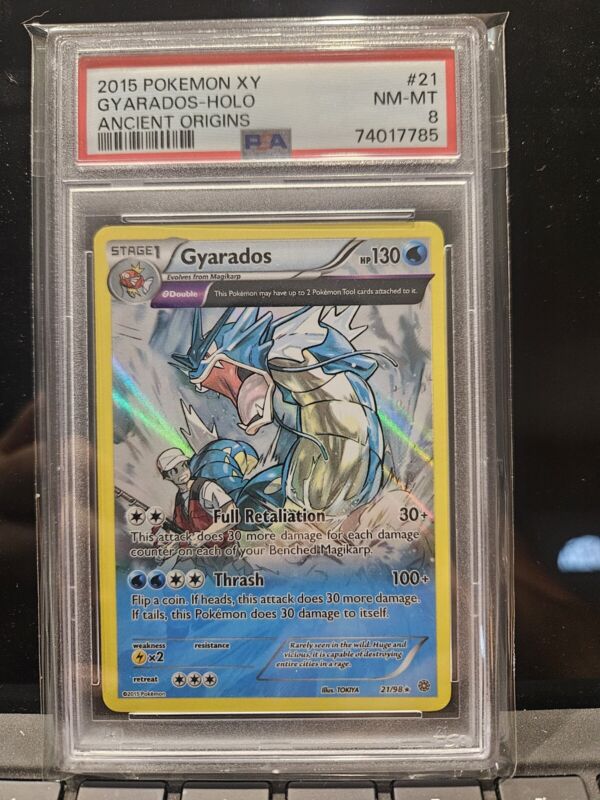 2015 POKEMON XY #21
GYARADOS-HOLO NM-MT
ANCIENT ORIGINS 8
PSA 74017785
STAGE1 Gyarados HP130
Evolves from Magikarp
θDouble This Pokémon may have up to 2 Pokémon Tool cards attached to it.
Full Retaliation 30+
This attack does 30 more damage for each damage
counter on each of your Benched Magikarp.
Thrash 100+
Flip a coin. If heads, this attack does 30 more damage.
If tails, this Pokémon does 30 damage to itself.
weakness resistance
×2
retreat
Rarely seen in the wild. Huge and
vicious, it is capable of destroying
entire cities in a rage.
©2015 Pokémon Illus. TOKIYA 21/98 ★